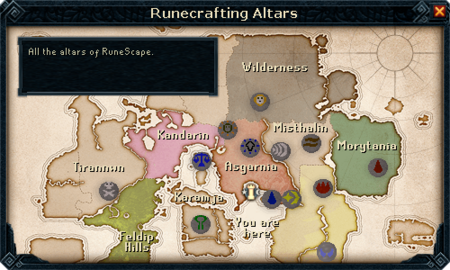 Runecrafting Altars
All the altars of RuneScape.
Wilderness
Kandarin
Misthalin
Asgarnia
Morytania
Tirannwn
Karamja
You are
here
Feldip
Hills